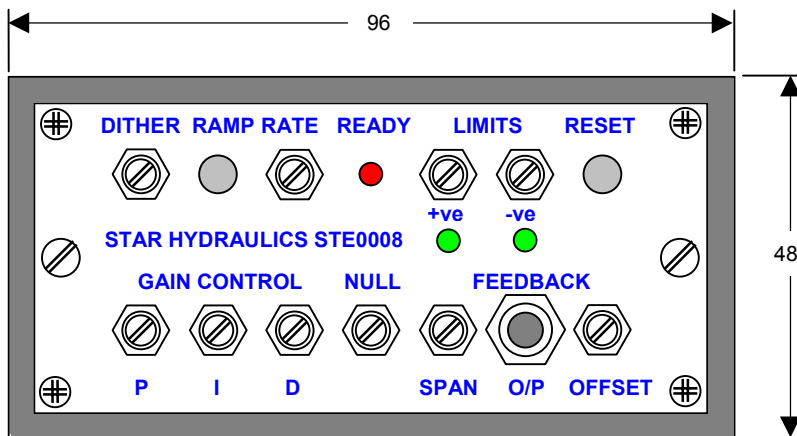 96
DITHER RAMP RATE READY LIMITS RESET
+ve -ve
STAR HYDRAULICS STE0008
48
GAIN CONTROL NULL FEEDBACK
P I D SPAN O/P OFFSET